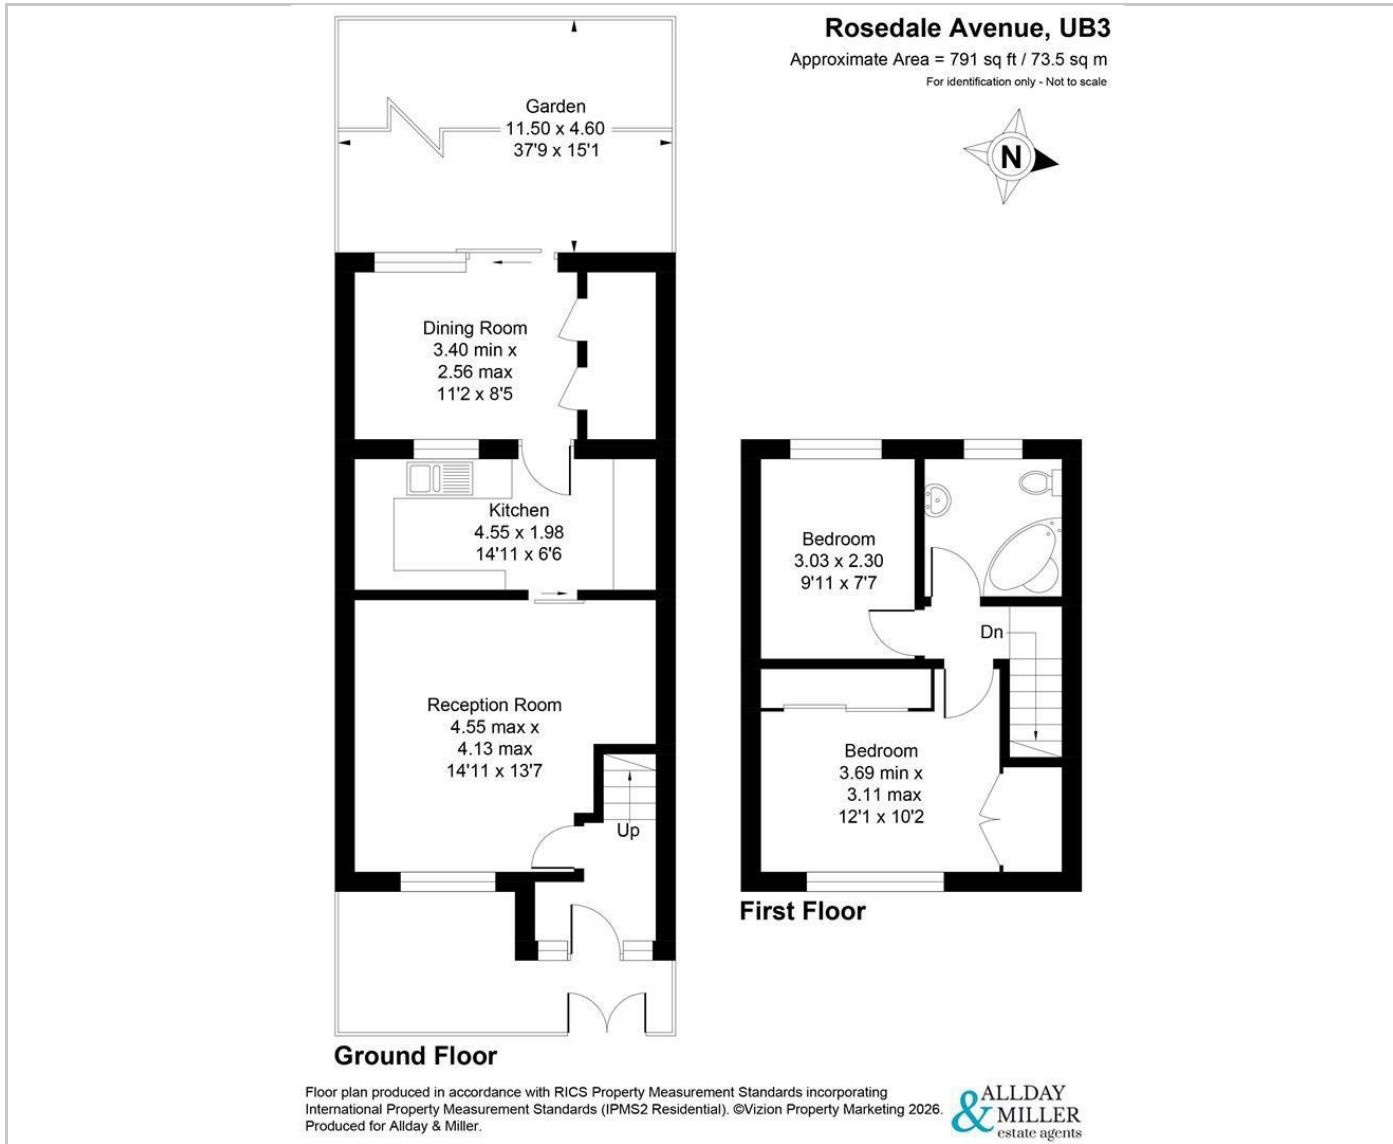 Rosedale Avenue, UB3
Approximate Area = 791 sq ft / 73.5 sq m
For identification only - Not to scale
N
Garden
11.50 x 4.60
37'9 x 15'1
Dining Room
3.40 min x
2.56 max
11'2 x 8'5
Kitchen
4.55 x 1.98
14'11 x 6'6
Reception Room
4.55 max x
4.13 max
14'11 x 13'7
Up
Ground Floor
Bedroom
3.03 x 2.30
9'11 x 7'7
Dn
Bedroom
3.69 min x
3.11 max
12'1 x 10'2
First Floor
Floor plan produced in accordance with RICS Property Measurement Standards incorporating
International Property Measurement Standards (IPMS2 Residential). ©Vizion Property Marketing 2026.
Produced for Allday & Miller.
ALLDAY
& MILLER
estate agents